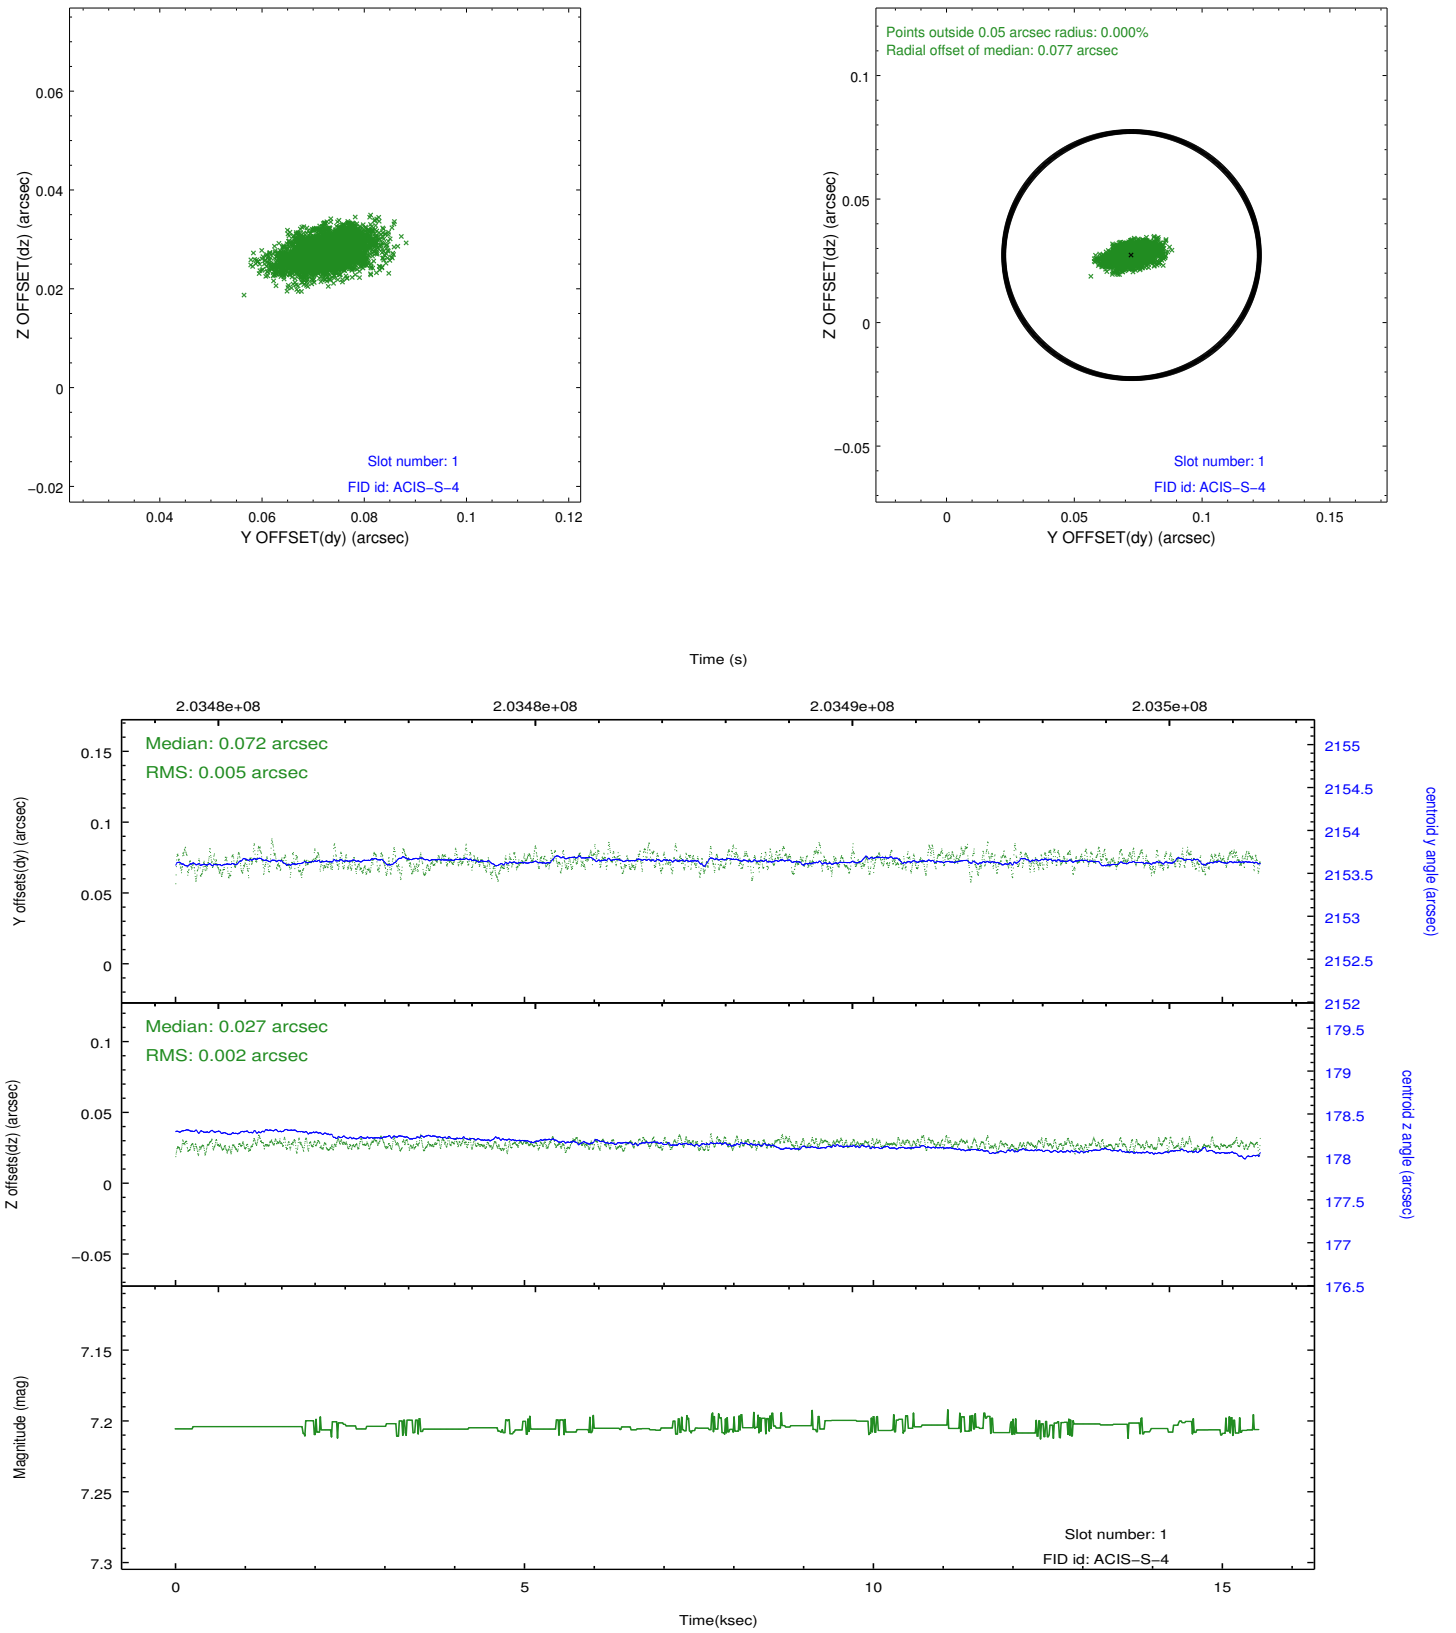 0.06
0.04
0.02
0
−0.02
Z OFFSET(dz) (arcsec)
Slot number: 1
FID id: ACIS−S−4
0.04 0.06 0.08 0.1 0.12
Y OFFSET(dy) (arcsec)
Points outside 0.05 arcsec radius: 0.000%
Radial offset of median: 0.077 arcsec
0.1
0.05
0
−0.05
Z OFFSET(dz) (arcsec)
Slot number: 1
FID id: ACIS−S−4
0 0.05 0.1 0.15
Y OFFSET(dy) (arcsec)
Time (s)
2.0348e+08 2.0348e+08 2.0349e+08 2.035e+08
Median: 0.072 arcsec
RMS: 0.005 arcsec
0.15
0.1
0.05
0
Y offsets(dy) (arcsec)
2155
2154.5
2154
2153.5
2153
2152.5
2152
centroid y angle (arcsec)
Median: 0.027 arcsec
RMS: 0.002 arcsec
0.1
0.05
0
−0.05
Z offsets(dz) (arcsec)
179.5
179
178.5
178
177.5
177
176.5
centroid z angle (arcsec)
7.15
7.2
7.25
7.3
Magnitude (mag)
Slot number: 1
FID id: ACIS−S−4
0 5 10 15
Time(ksec)